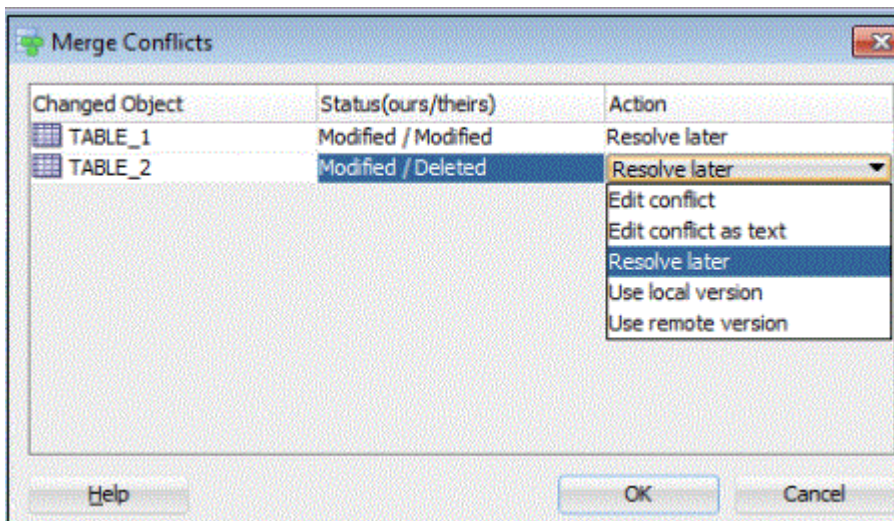 Merge Conflicts
Changed Object Status(ours/theirs) Action
TABLE_1 Modified / Modified Resolve later
TABLE_2 Modified / Deleted Resolve later
Edit conflict
Edit conflict as text
Resolve later
Use local version
Use remote version
Help OK Cancel